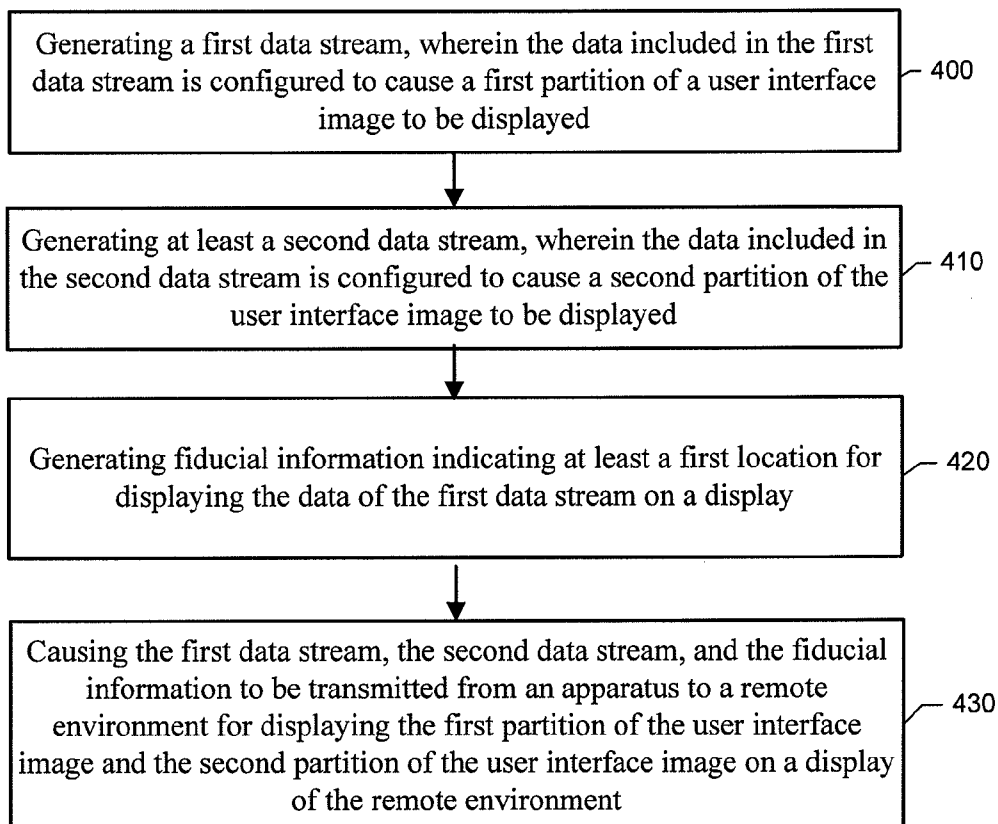 Generating a first data stream, wherein the data included in the first
data stream is configured to cause a first partition of a user interface
image to be displayed
400
Generating at least a second data stream, wherein the data included in
the second data stream is configured to cause a second partition of the
user interface image to be displayed
410
Generating fiducial information indicating at least a first location for
displaying the data of the first data stream on a display
420
Causing the first data stream, the second data stream, and the fiducial
information to be transmitted from an apparatus to a remote
environment for displaying the first partition of the user interface
image and the second partition of the user interface image on a display
of the remote environment
430